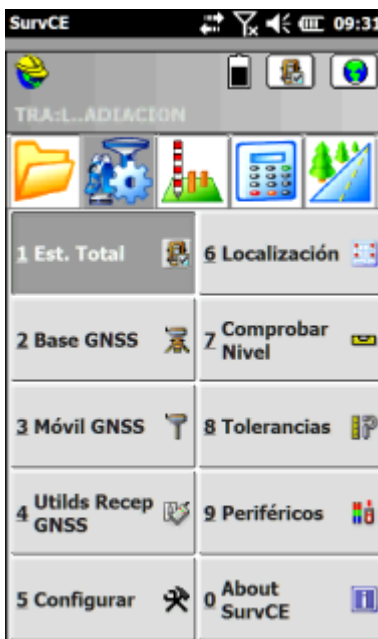 SurvCE 09:31
TRA:L..ADIACION
1 Est. Total
6 Localización
2 Base GNSS
7 Comprobar
Nivel
3 Móvil GNSS
8 Tolerancias
4 Utilds Recep
GNSS
9 Periféricos
5 Configurar
0 About
SurvCE